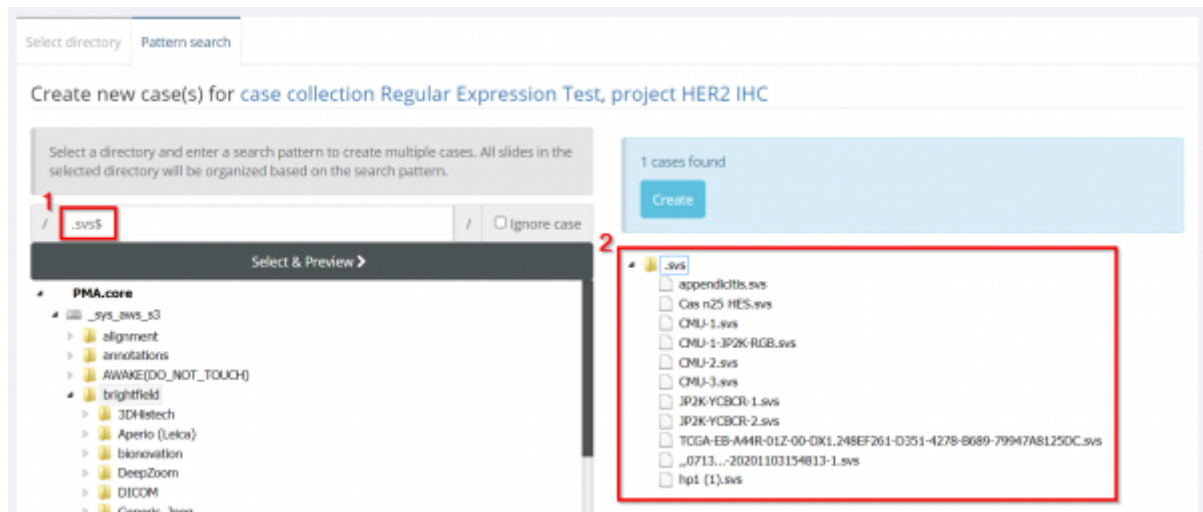 Select directory Pattern search
Create new case(s) for case collection Regular Expression Test, project HER2 IHC
Select a directory and enter a search pattern to create multiple cases. All slides in the
selected directory will be organized based on the search pattern.
1
/ .svs$ / Ignore case
Select & Preview
PMA.core
_sys_aws_s3
alignment
annotations
AWAKE(DO_NOT_TOUCH)
brightfield
3DHistech
Aperio (Leica)
bionovation
DeepZoom
DICOM
Generic Jpeg
1 cases found
Create
2
.svs
appendicitis.svs
Cas n25 HES.svs
CMU-1.svs
CMU-1-JP2K-RGB.svs
CMU-2.svs
CMU-3.svs
JP2K-YCBCR-1.svs
JP2K-YCBCR-2.svs
TCGA-EB-A44R-01Z-00-DX1.248EF261-D351-4278-B689-79947A8125DC.svs
,,0713...-20201103154813-1.svs
hp1 (1).svs